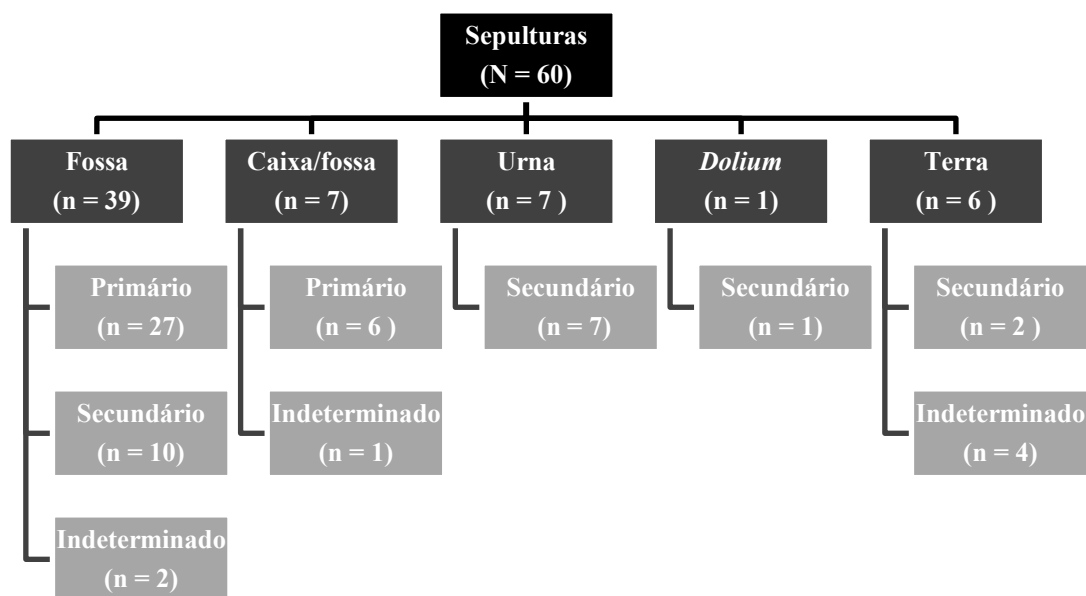 Sepulturas
(N = 60)
Fossa
(n = 39)
Caixa/fossa
(n = 7)
Urna
(n = 7 )
Dolium
(n = 1)
Terra
(n = 6 )
Primário
(n = 27)
Primário
(n = 6 )
Secundário
(n = 7)
Secundário
(n = 1)
Secundário
(n = 2 )
Secundário
(n = 10)
Indeterminado
(n = 1)
Indeterminado
(n = 4)
Indeterminado
(n = 2)